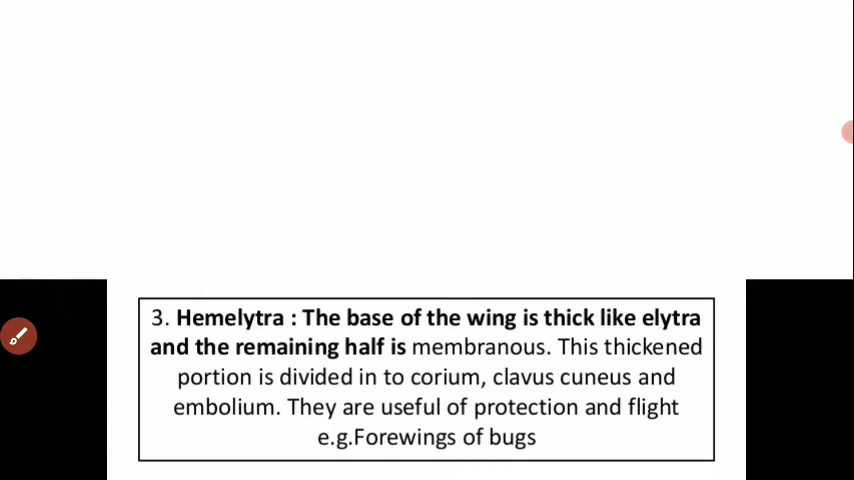 3. Hemelytra : The base of the wing is thick like elytra
and the remaining half is membranous. This thickened
portion is divided in to corium, clavus cuneus and
embolium. They are useful of protection and flight
e.g.Forewings of bugs